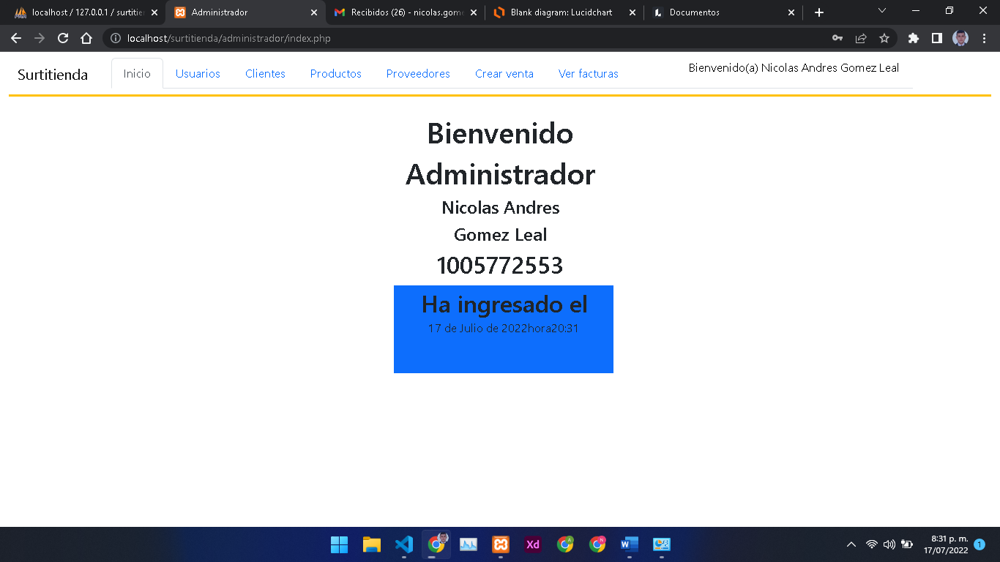 localhost / 127.0.0.1 / surtitie
Administrador
Recibidos (26) - nicolas.gome
Blank diagram: Lucidchart
Documentos
localhost/surtitienda/administrador/index.php
Surtitienda
Inicio
Usuarios
Clientes
Productos
Proveedores
Crear venta
Ver facturas
Bienvenido(a) Nicolas Andres Gomez Leal
Bienvenido
Administrador
Nicolas Andres
Gomez Leal
1005772553
Ha ingresado el
17 de Julio de 2022hora20:31
Xd
A
N
W
8:31 p. m.
17/07/2022
1